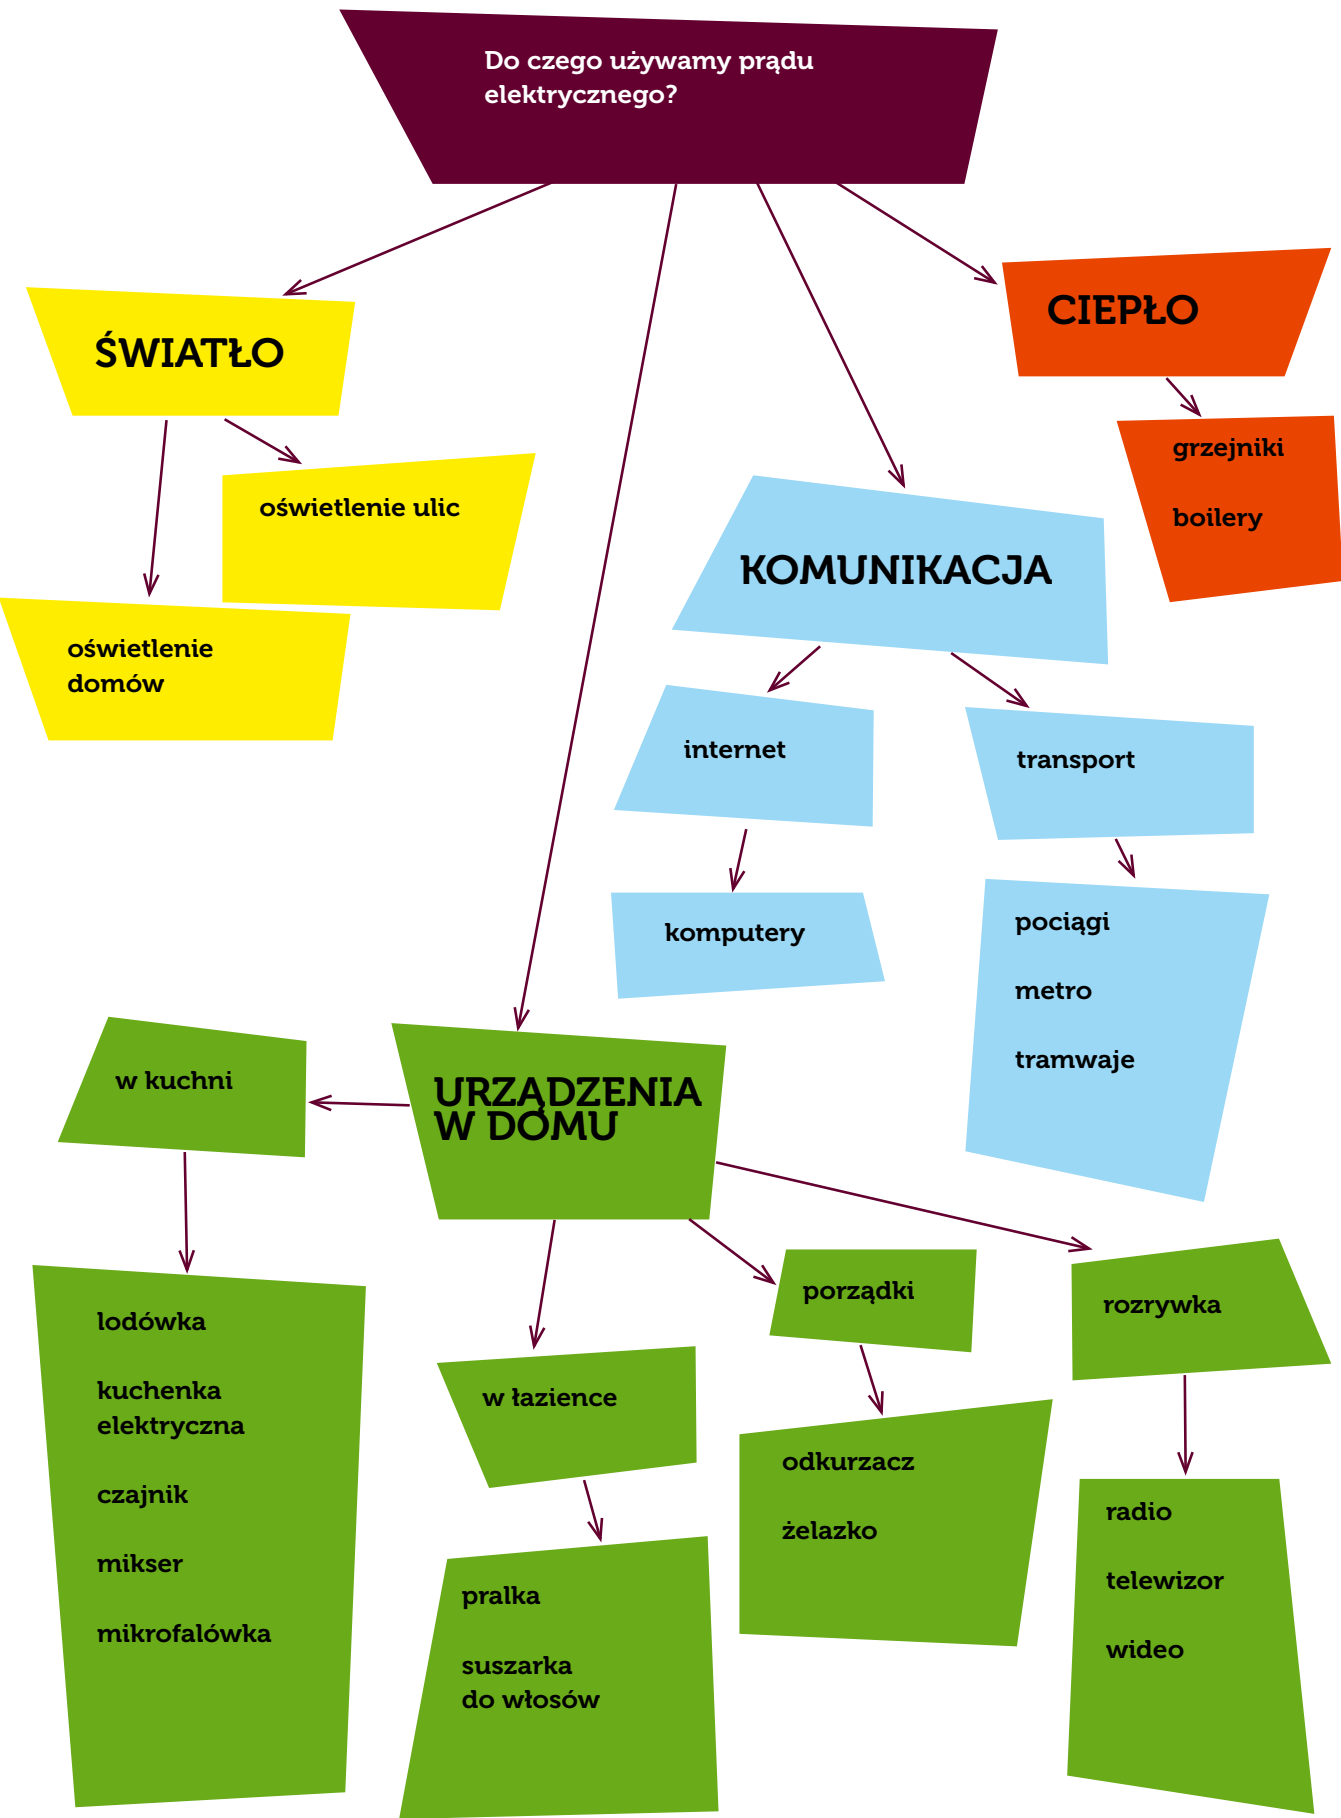 Do czego używamy prądu
elektrycznego?
ŚWIATŁO
oświetlenie ulic
oświetlenie
domów
CIEPŁO
grzejniki
boilery
KOMUNIKACJA
internet
komputery
transport
pociągi
metro
tramwaje
URZĄDZENIA
W DOMU
w kuchni
lodówka
kuchenka
elektryczna
czajnik
mikser
mikrofalówka
w łazience
pralka
suszarka
do włosów
porządki
odkurzacz
żelazko
rozrywka
radio
telewizor
wideo